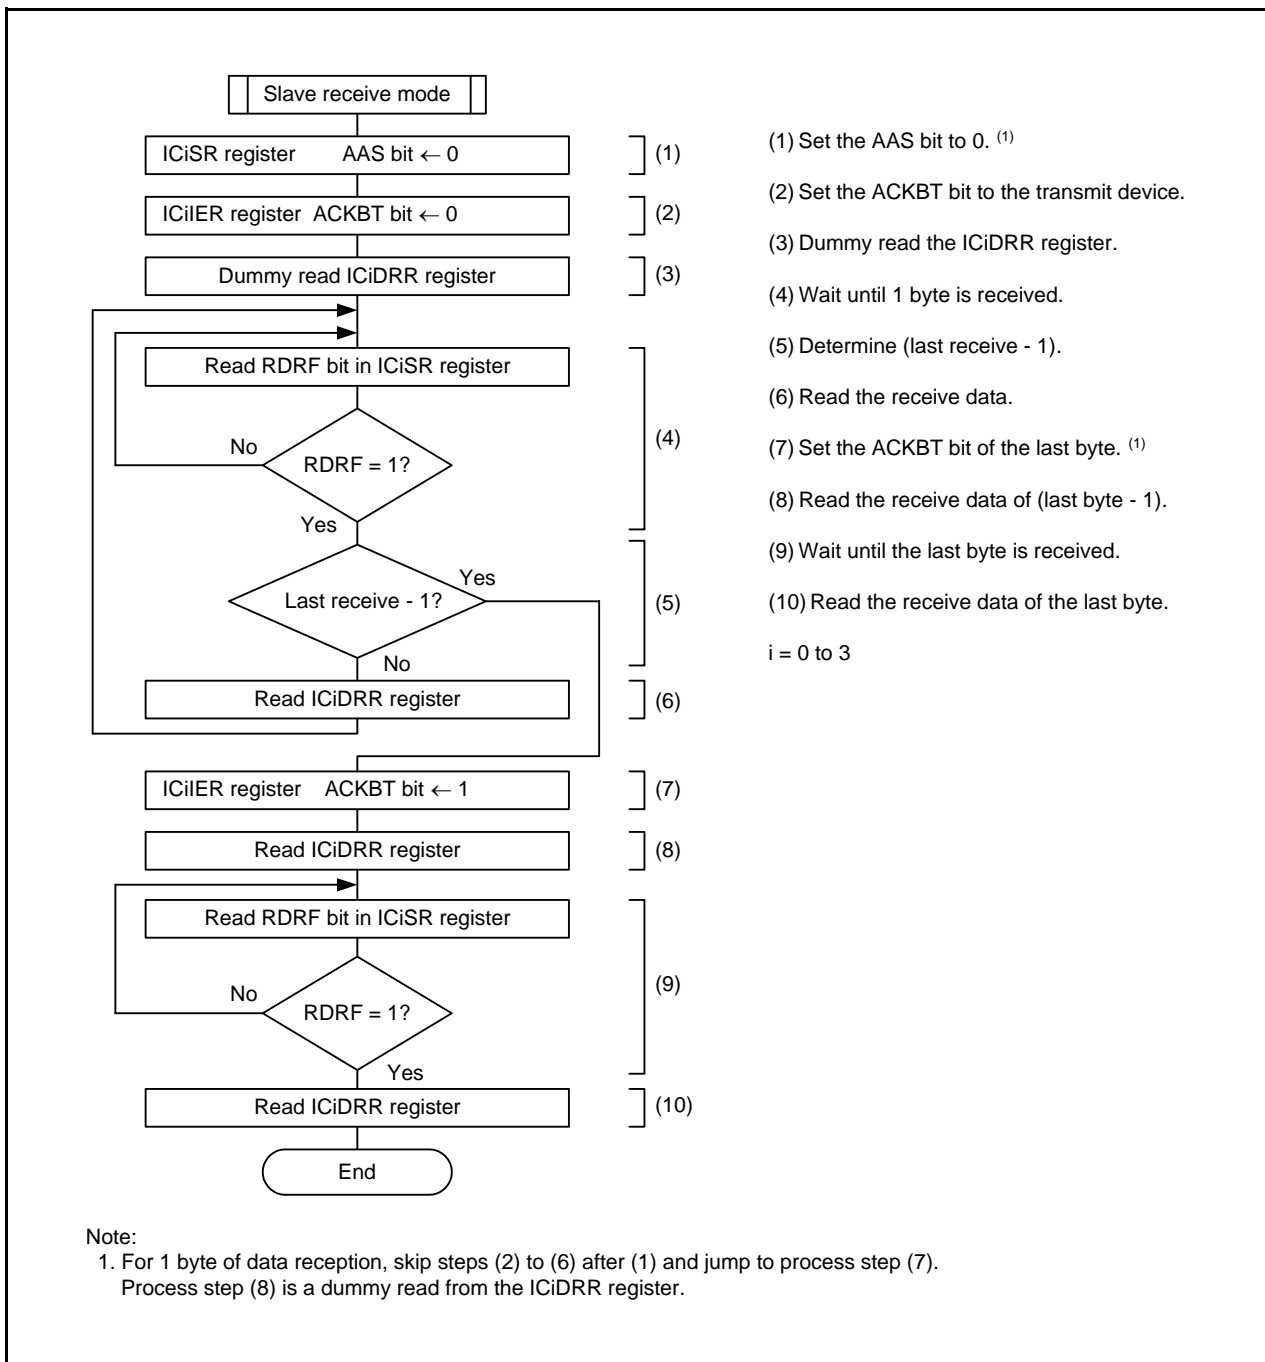 Slave receive mode
ICiSR register AAS bit ← 0
(1)
ICiIER register ACKBT bit ← 0
(2)
Dummy read ICiDRR register
(3)
Read RDRF bit in ICiSR register
(4)
No
RDRF = 1?
Yes
Last receive - 1?
Yes
(5)
No
Read ICiDRR register
(6)
ICiIER register ACKBT bit ← 1
(7)
Read ICiDRR register
(8)
Read RDRF bit in ICiSR register
(9)
No
RDRF = 1?
Yes
Read ICiDRR register
(10)
End
(1) Set the AAS bit to 0. (1)
(2) Set the ACKBT bit to the transmit device.
(3) Dummy read the ICiDRR register.
(4) Wait until 1 byte is received.
(5) Determine (last receive - 1).
(6) Read the receive data.
(7) Set the ACKBT bit of the last byte. (1)
(8) Read the receive data of (last byte - 1).
(9) Wait until the last byte is received.
(10) Read the receive data of the last byte.
i = 0 to 3
Note:
1. For 1 byte of data reception, skip steps (2) to (6) after (1) and jump to process step (7).
Process step (8) is a dummy read from the ICiDRR register.